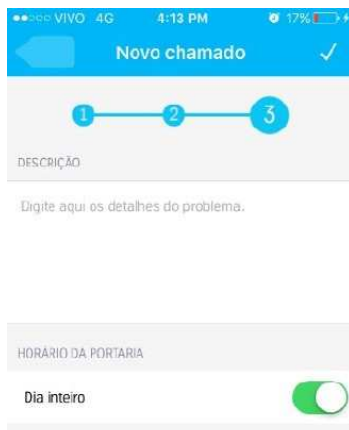 VIVO 4G 4:13 PM 17%
Novo chamado
1 2 3
DESCRIÇÃO
Digite aqui os detalhes do problema.
HORÁRIO DA PORTARIA
Dia inteiro